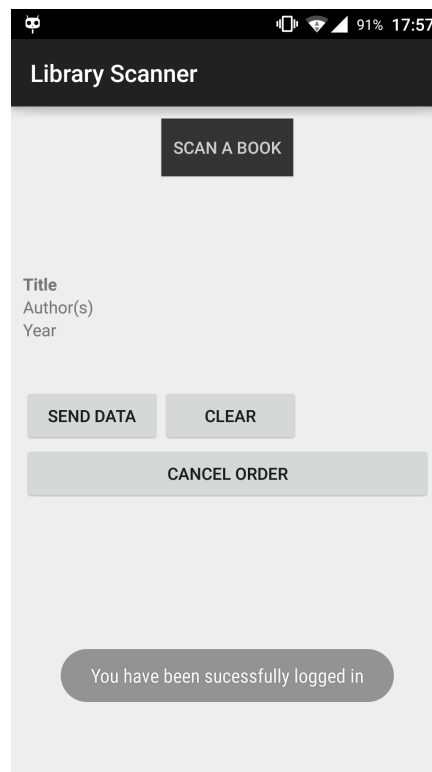 91% 17:57
Library Scanner
SCAN A BOOK
Title
Author(s)
Year
SEND DATA CLEAR
CANCEL ORDER
You have been sucessfully logged in